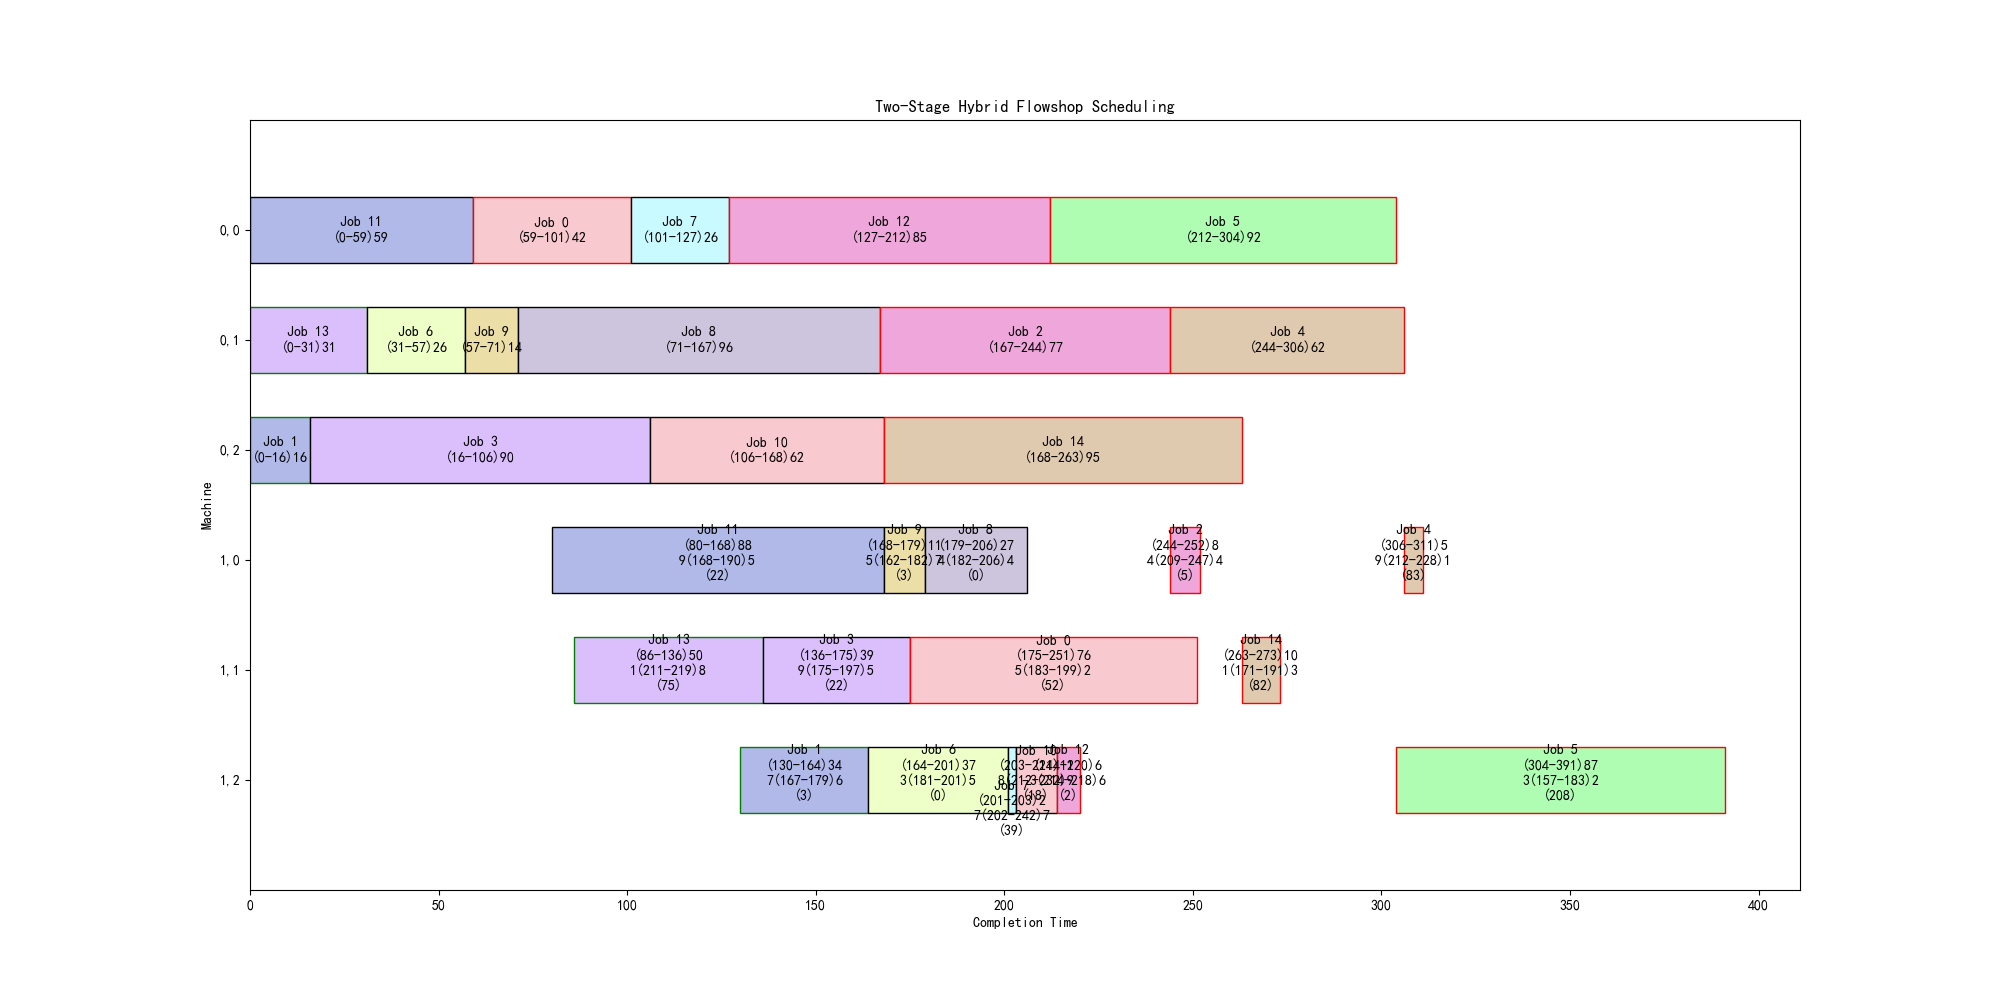 Two-Stage Hybrid Flowshop Scheduling
Machine
0,0
Job 11
(0-59)59
Job 0
(59-101)42
Job 7
(101-127)26
Job 12
(127-212)85
Job 5
(212-304)92
0,1
Job 13
(0-31)31
Job 6
(31-57)26
Job 9
(57-71)14
Job 8
(71-167)96
Job 2
(167-244)77
Job 4
(244-306)62
0,2
Job 1
(0-16)16
Job 3
(16-106)90
Job 10
(106-168)62
Job 14
(168-263)95
1,0
Job 11
(80-168)88
9(168-190)5
(22)
Job 9
(168-179)11
5(162-182)7
(3)
Job 8
(179-206)27
4(182-206)4
(0)
Job 2
(244-252)8
4(209-247)4
(5)
Job 4
(306-311)5
9(212-228)1
(83)
1,1
Job 13
(86-136)50
1(211-219)8
(75)
Job 3
(136-175)39
9(175-197)5
(22)
Job 0
(175-251)76
5(183-199)2
(52)
Job 14
(263-273)10
1(171-191)3
(82)
1,2
Job 1
(130-164)34
7(167-179)6
(3)
Job 6
(164-201)37
3(181-201)5
(0)
Job 7
(201-203)2
7(202-242)7
(39)
Job 10
(203-214)11
(18)
Job 12
(214-220)6
(2)
Job 5
(304-391)87
3(157-183)2
(208)
0
50
100
150
200
250
300
350
400
Completion Time